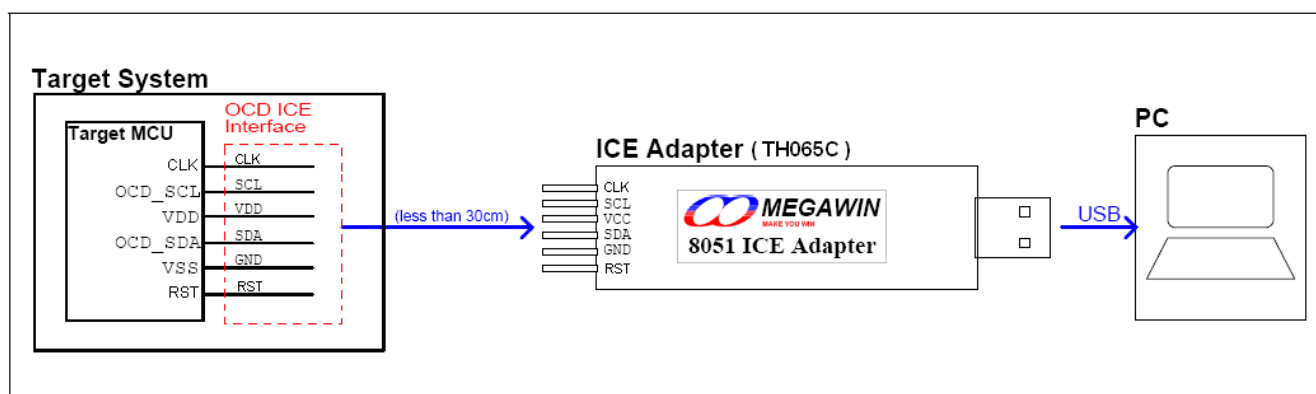 Target System
OCD ICE
Interface
Target MCU
CLK
OCD_SCL
VDD
OCD_SDA
VSS
RST
CLK
SCL
VDD
SDA
GND
RST
(less than 30cm)
ICE Adapter ( TH065C )
CLK
SCL
VCC
SDA
GND
RST
MEGAWIN
MAKE YOU WIN
8051 ICE Adapter
USB
PC